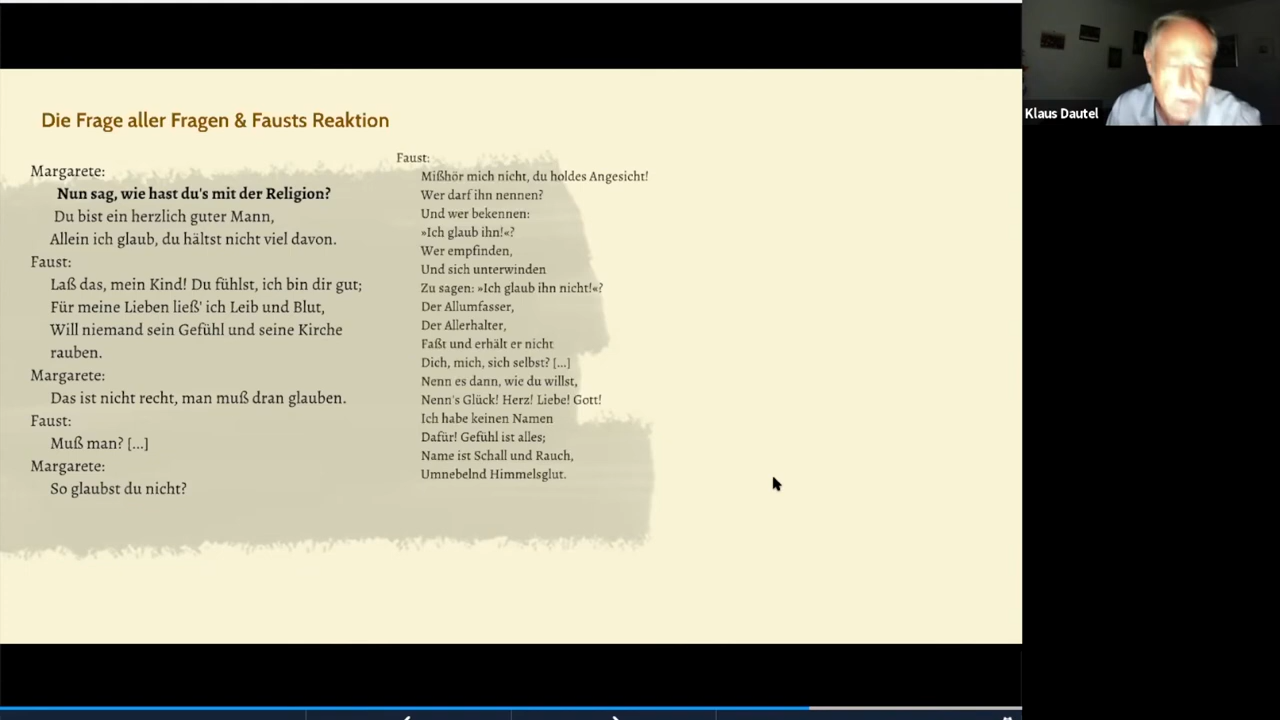 Die Frage aller Fragen & Fausts Reaktion
Margarete:
Nun sag, wie hast du's mit der Religion?
Du bist ein herzlich guter Mann,
Allein ich glaub, du hältst nicht viel davon.
Faust:
Laß das, mein Kind! Du fühlst, ich bin dir gut;
Für meine Lieben ließ' ich Leib und Blut,
Will niemand sein Gefühl und seine Kirche
rauben.
Margarete:
Das ist nicht recht, man muß dran glauben.
Faust:
Muß man? [...]
Margarete:
So glaubst du nicht?
Faust:
Mißhör mich nicht, du holdes Angesicht!
Wer darf ihn nennen?
Und wer bekennen:
»Ich glaub ihn!«?
Wer empfinden,
Und sich unterwinden
Zu sagen: »Ich glaub ihn nicht!«?
Der Allumfasser,
Der Allerhalter,
Faßt und erhält er nicht
Dich, mich, sich selbst? [...]
Nenn es dann, wie du willst,
Nenn's Glück! Herz! Liebe! Gott!
Ich habe keinen Namen
Dafür! Gefühl ist alles;
Name ist Schall und Rauch,
Umnebelnd Himmelsglut.
Klaus Dautel